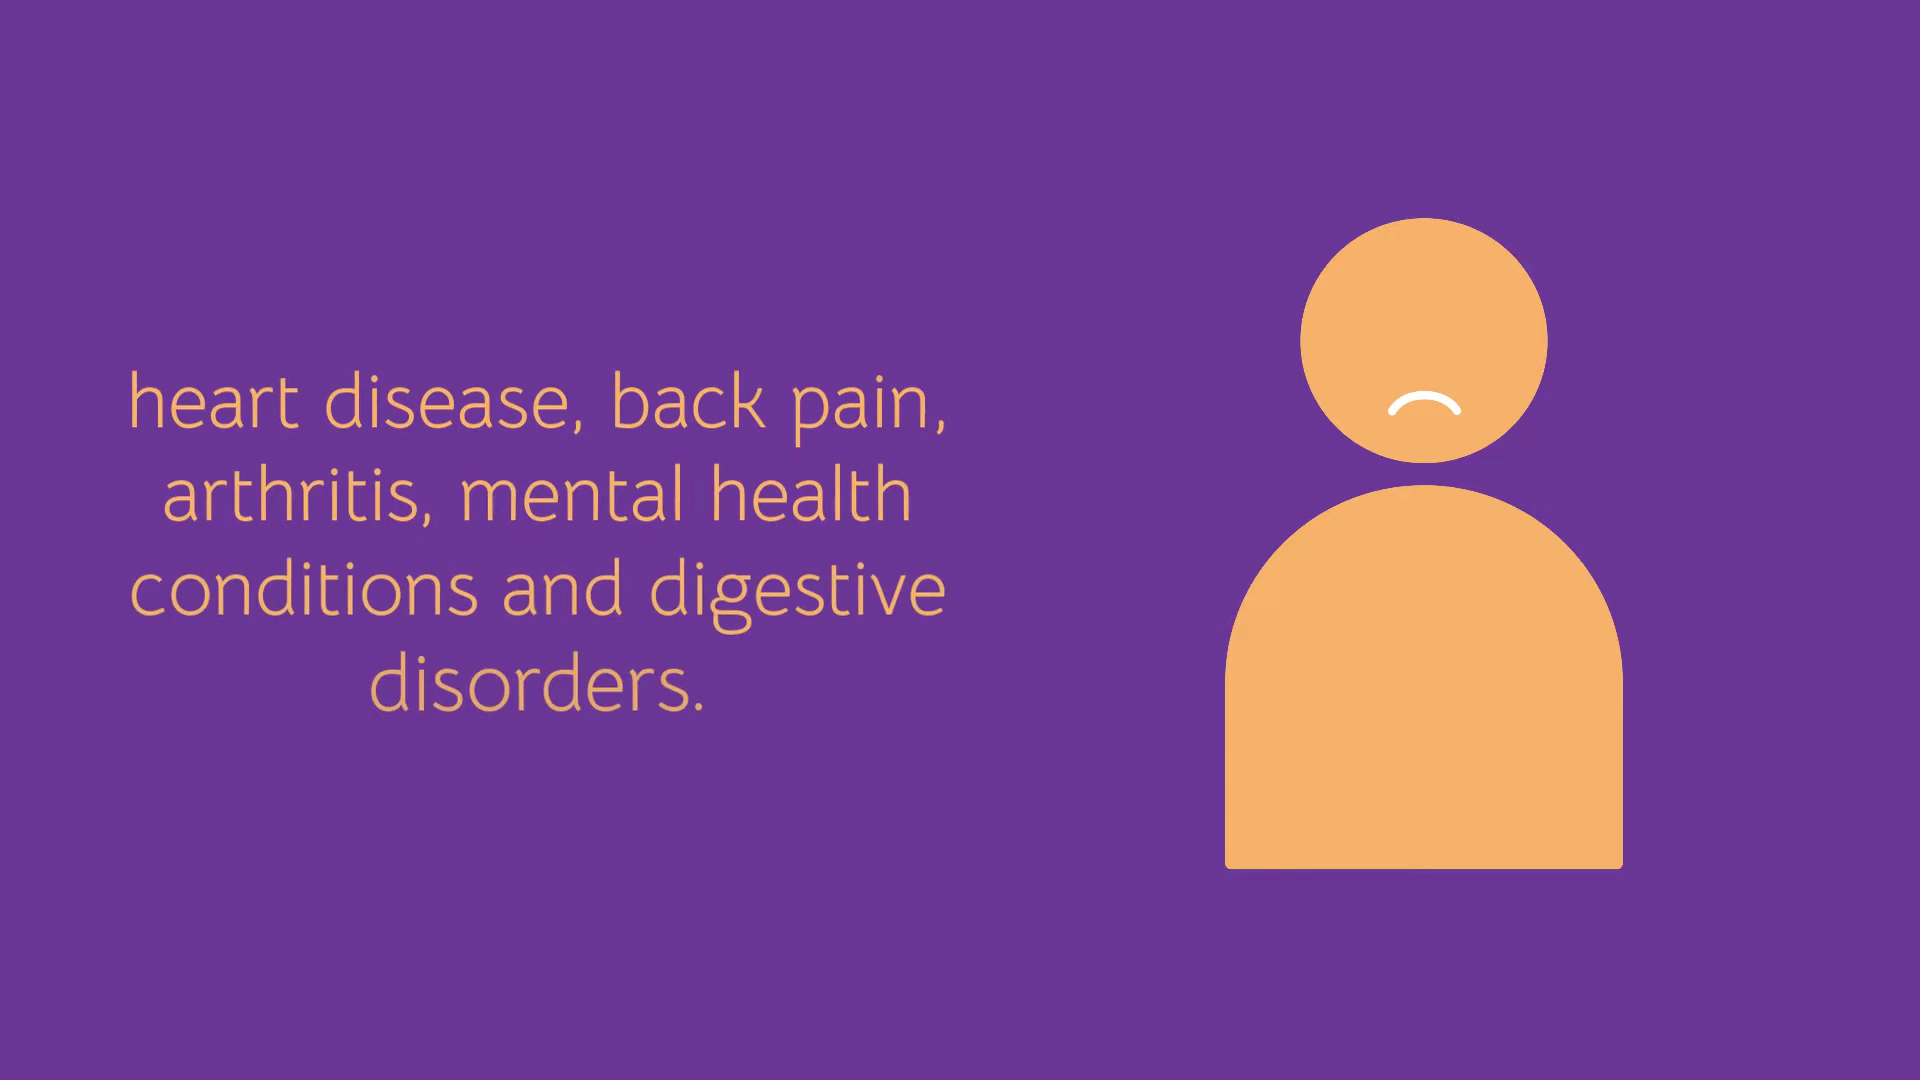 heart disease, back pain,
arthritis, mental health
conditions and digestive
disorders.